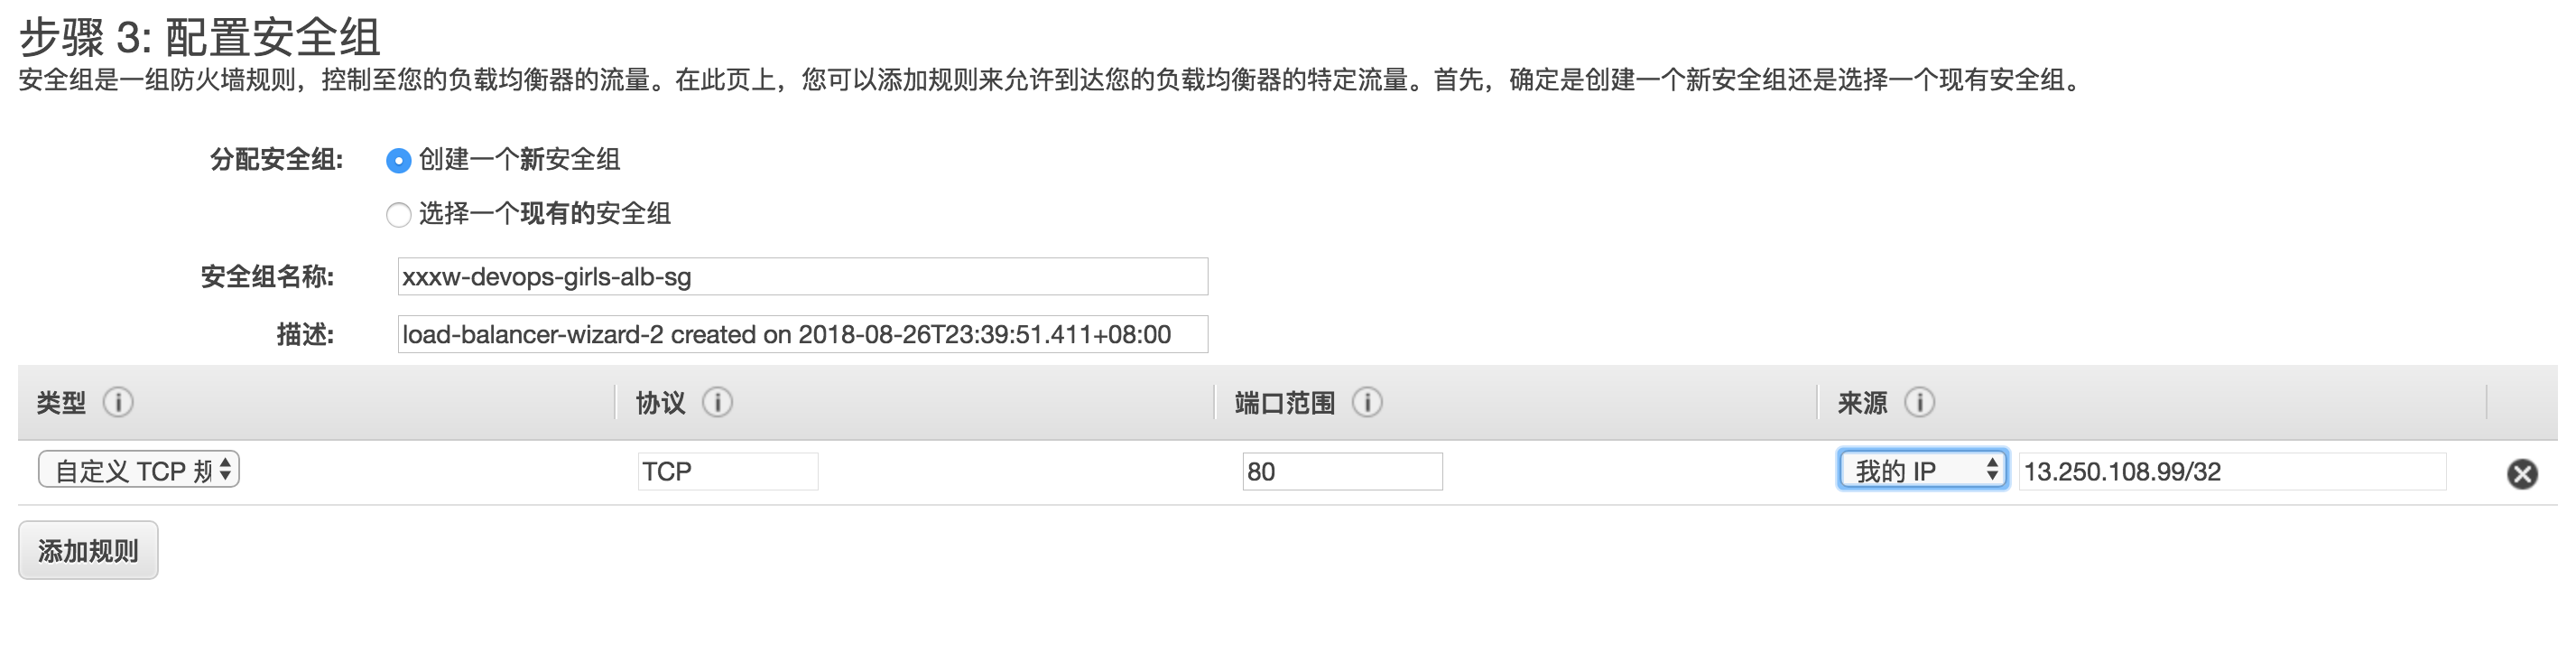 步骤 3: 配置安全组
安全组是一组防火墙规则，控制至您的负载均衡器的流量。在此页上，您可以添加规则来允许到达您的负载均衡器的特定流量。首先，确定是创建一个新安全组还是选择一个现有安全组。
分配安全组: 创建一个新安全组
选择一个现有的安全组
安全组名称: xxxw-devops-girls-alb-sg
描述: load-balancer-wizard-2 created on 2018-08-26T23:39:51.411+08:00
类型 协议 端口范围 来源
自定义 TCP 规 TCP 80 我的 IP 13.250.108.99/32
添加规则